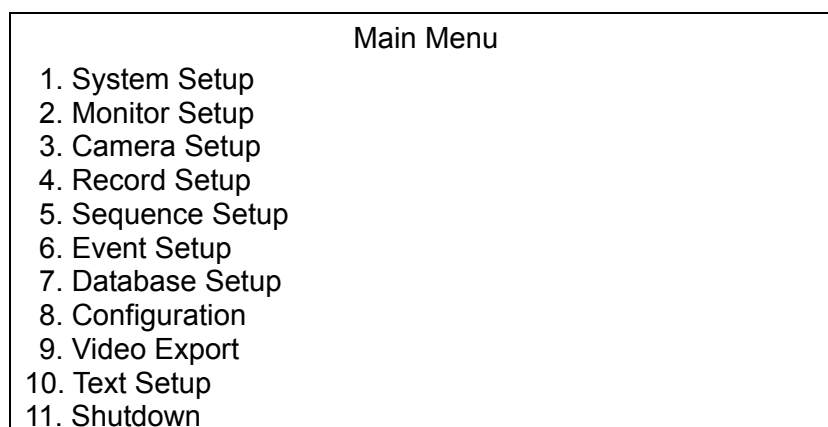 Main Menu
1. System Setup
2. Monitor Setup
3. Camera Setup
4. Record Setup
5. Sequence Setup
6. Event Setup
7. Database Setup
8. Configuration
9. Video Export
10. Text Setup
11. Shutdown